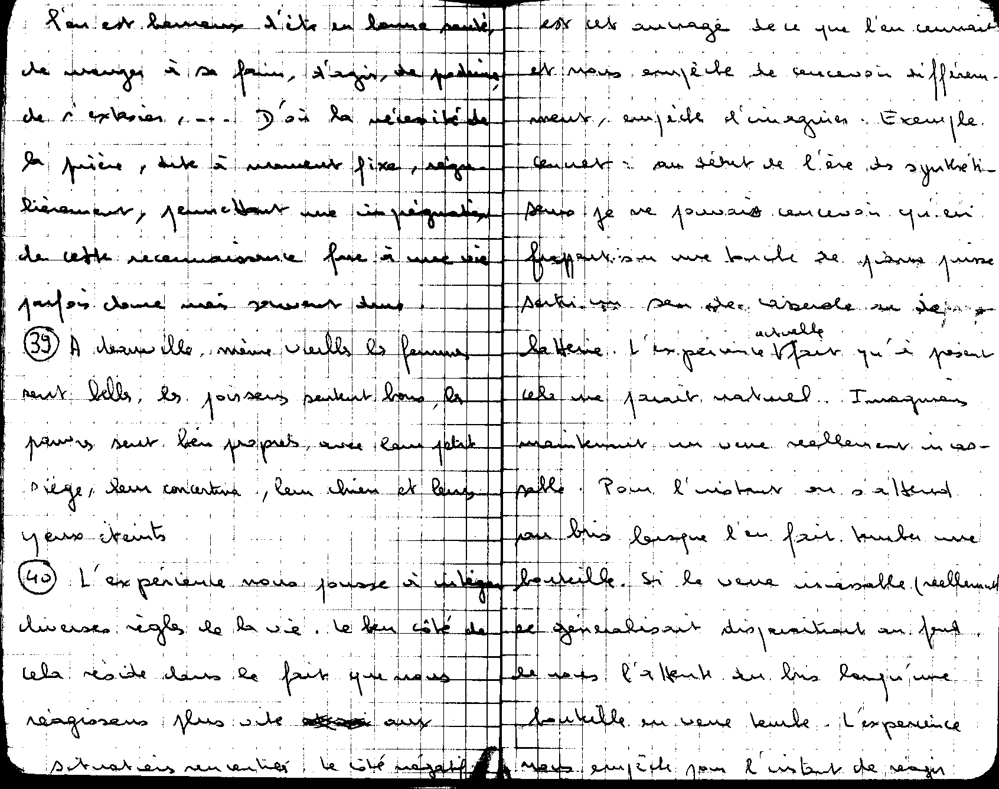 l'on est heureux d'être en bonne santé,
de manger à sa faim, d'agir, de
de s'extasier, ... D'où la nécessité de
la prière, dite à moment fixe, régu-
lièrement, permettant une imprégnation
de cette reconnaissance face à une vie
parfois douce mais souvent dure.
39 A deauville, même vieilles les femmes
sont belles, les poissons sentent bons, les
pauvres sont bien propres, avec leur petit
siège, leur concertina, leur chien et leurs
yeux éteints
40 L'expérience nous pousse à intégrer
diverses règles de la vie. Le bon côté de
cela réside dans le fait que nous
réagissons plus vite aux
situations rencontrées. Le côté négatif
est cet ancrage de ce que l'on connait
et nous empêche de concevoir différem-
ment, empêche d'imaginer. Exemple
concret : au début de l'ère des synthéti-
seurs je ne pouvais concevoir qu'en
frappant sur une touche de piano puisse
sortir un son de cascade ou de
batterie. L'expérience actuelle fait qu'à présent
cela me parait naturel. Imaginons
maintenant un verre reellement incas-
sable. Pour l'instant on s'attend
au bris lorsque l'on fait tomber une
bouteille. Si le verre incassable (réellement)
se généralisait disparaitrait au fond
de nous l'attente du bris lorsqu'une
bouteille en verre tombe. L'expérience
nous empêche pour l'instant de réagir